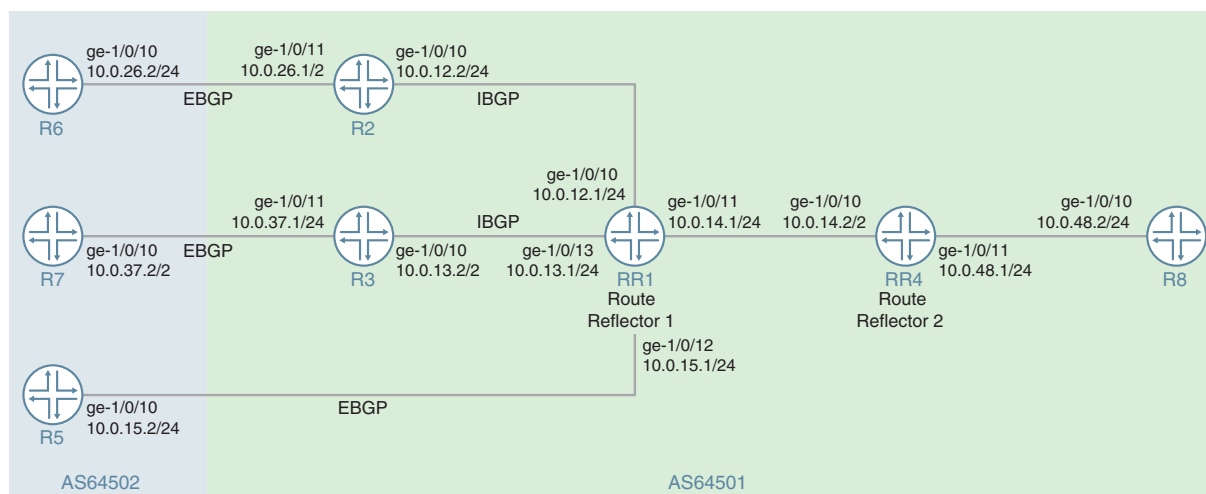 ge-1/0/10
10.0.26.2/24
R6
EBGP
ge-1/0/11
10.0.26.1/2
R2
ge-1/0/10
10.0.12.2/24
IBGP
ge-1/0/10
10.0.12.1/24
R7
ge-1/0/10
10.0.37.2/2
EBGP
ge-1/0/11
10.0.37.1/24
R3
ge-1/0/10
10.0.13.2/2
IBGP
ge-1/0/13
10.0.13.1/24
RR1
Route
Reflector 1
ge-1/0/11
10.0.14.1/24
ge-1/0/10
10.0.14.2/2
RR4
Route
Reflector 2
ge-1/0/11
10.0.48.1/24
ge-1/0/10
10.0.48.2/24
R8
ge-1/0/12
10.0.15.1/24
R5
ge-1/0/10
10.0.15.2/24
EBGP
AS64502
AS64501